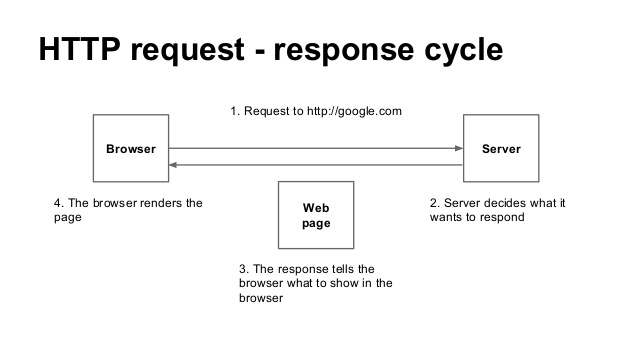 HTTP request - response cycle
1. Request to http://google.com
Browser
Server
4. The browser renders the
page
Web
page
2. Server decides what it
wants to respond
3. The response tells the
browser what to show in the
browser